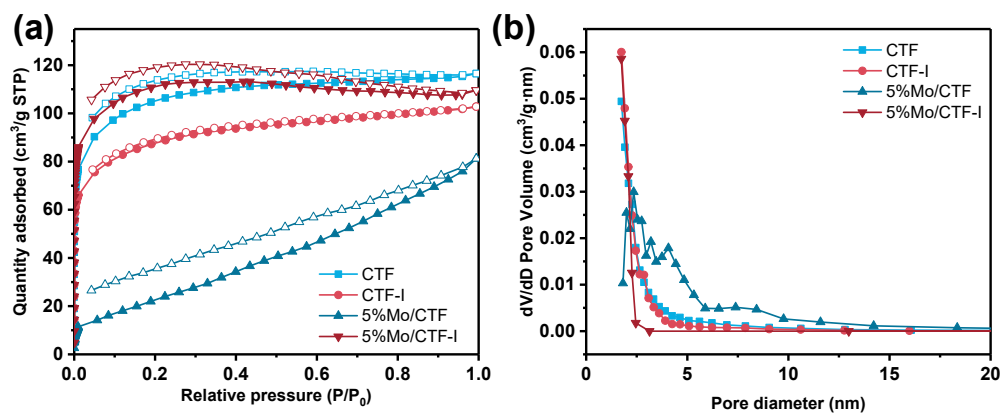 (a)
Quantity adsorbed (cm³/g STP)
120
100
80
60
40
20
0
0.0 0.2 0.4 0.6 0.8 1.0
Relative pressure (P/P₀)
CTF
CTF-I
5%Mo/CTF
5%Mo/CTF-I
(b)
dV/dD Pore Volume (cm³/g·nm)
0.06
0.05
0.04
0.03
0.02
0.01
0.00
0 5 10 15 20
Pore diameter (nm)
CTF
CTF-I
5%Mo/CTF
5%Mo/CTF-I